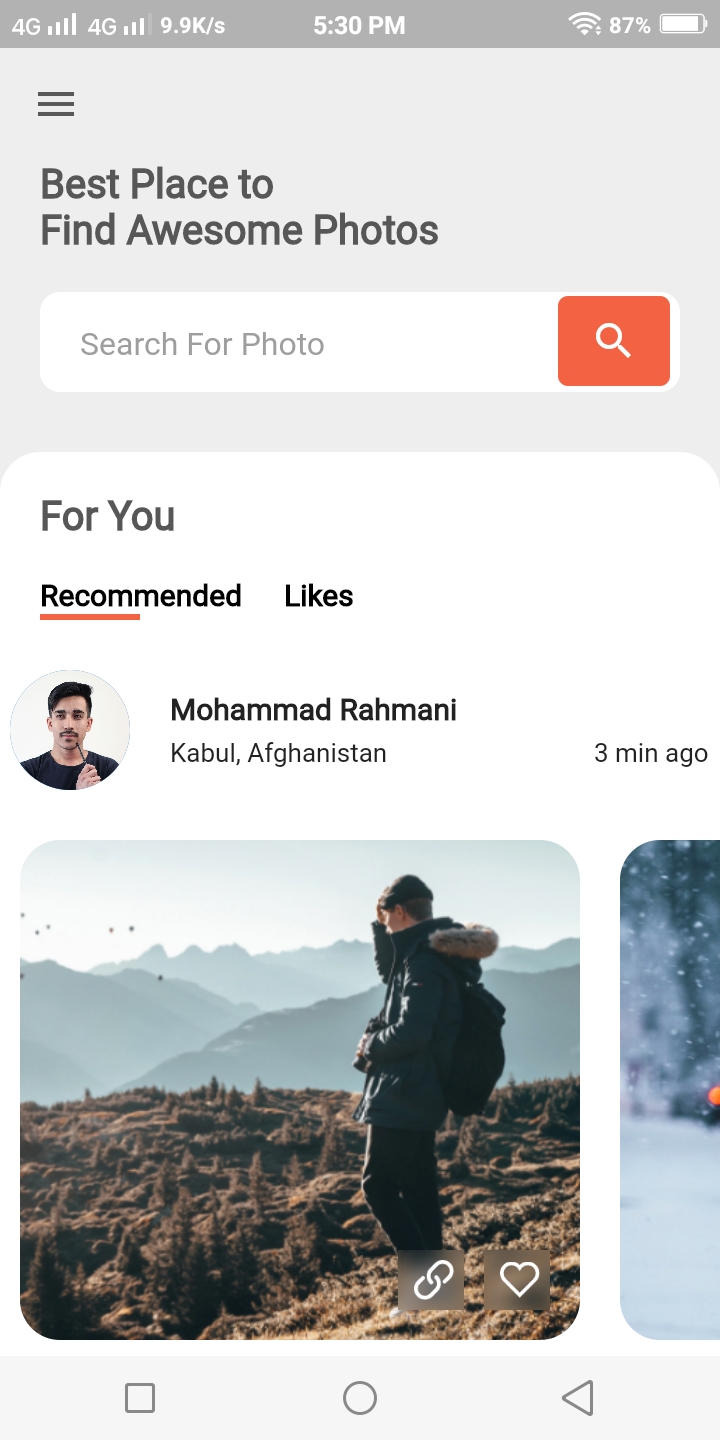 4G 4G 9.9K/s 5:30 PM 87%
Best Place to
Find Awesome Photos
Search For Photo
For You
Recommended Likes
Mohammad Rahmani
Kabul, Afghanistan 3 min ago